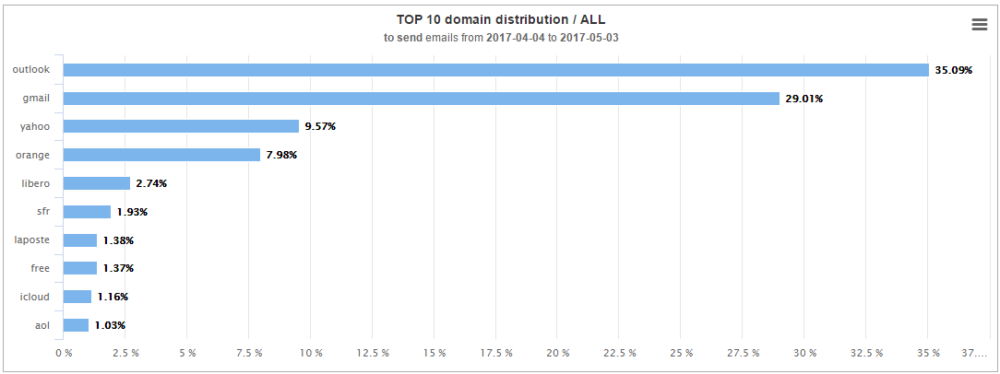 TOP 10 domain distribution / ALL
to send emails from 2017-04-04 to 2017-05-03
outlook 35.09%
gmail 29.01%
yahoo 9.57%
orange 7.98%
libero 2.74%
sfr 1.93%
laposte 1.38%
free 1.37%
icloud 1.16%
aol 1.03%
0 % 2.5 % 5 % 7.5 % 10 % 12.5 % 15 % 17.5 % 20 % 22.5 % 25 % 27.5 % 30 % 32.5 % 35 % 37....